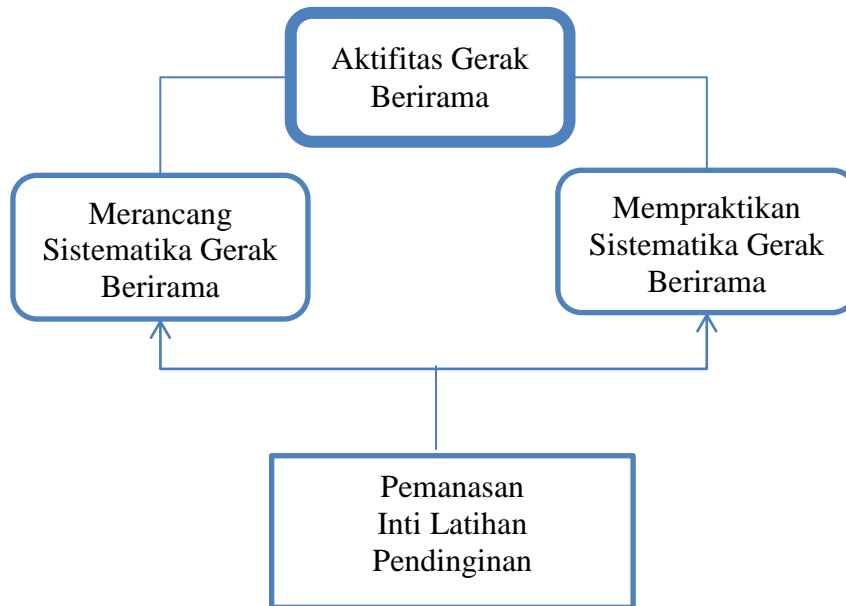 Aktifitas Gerak
Berirama
Merancang
Sistematika Gerak
Berirama
Mempraktikan
Sistematika Gerak
Berirama
Pemanasan
Inti Latihan
Pendinginan